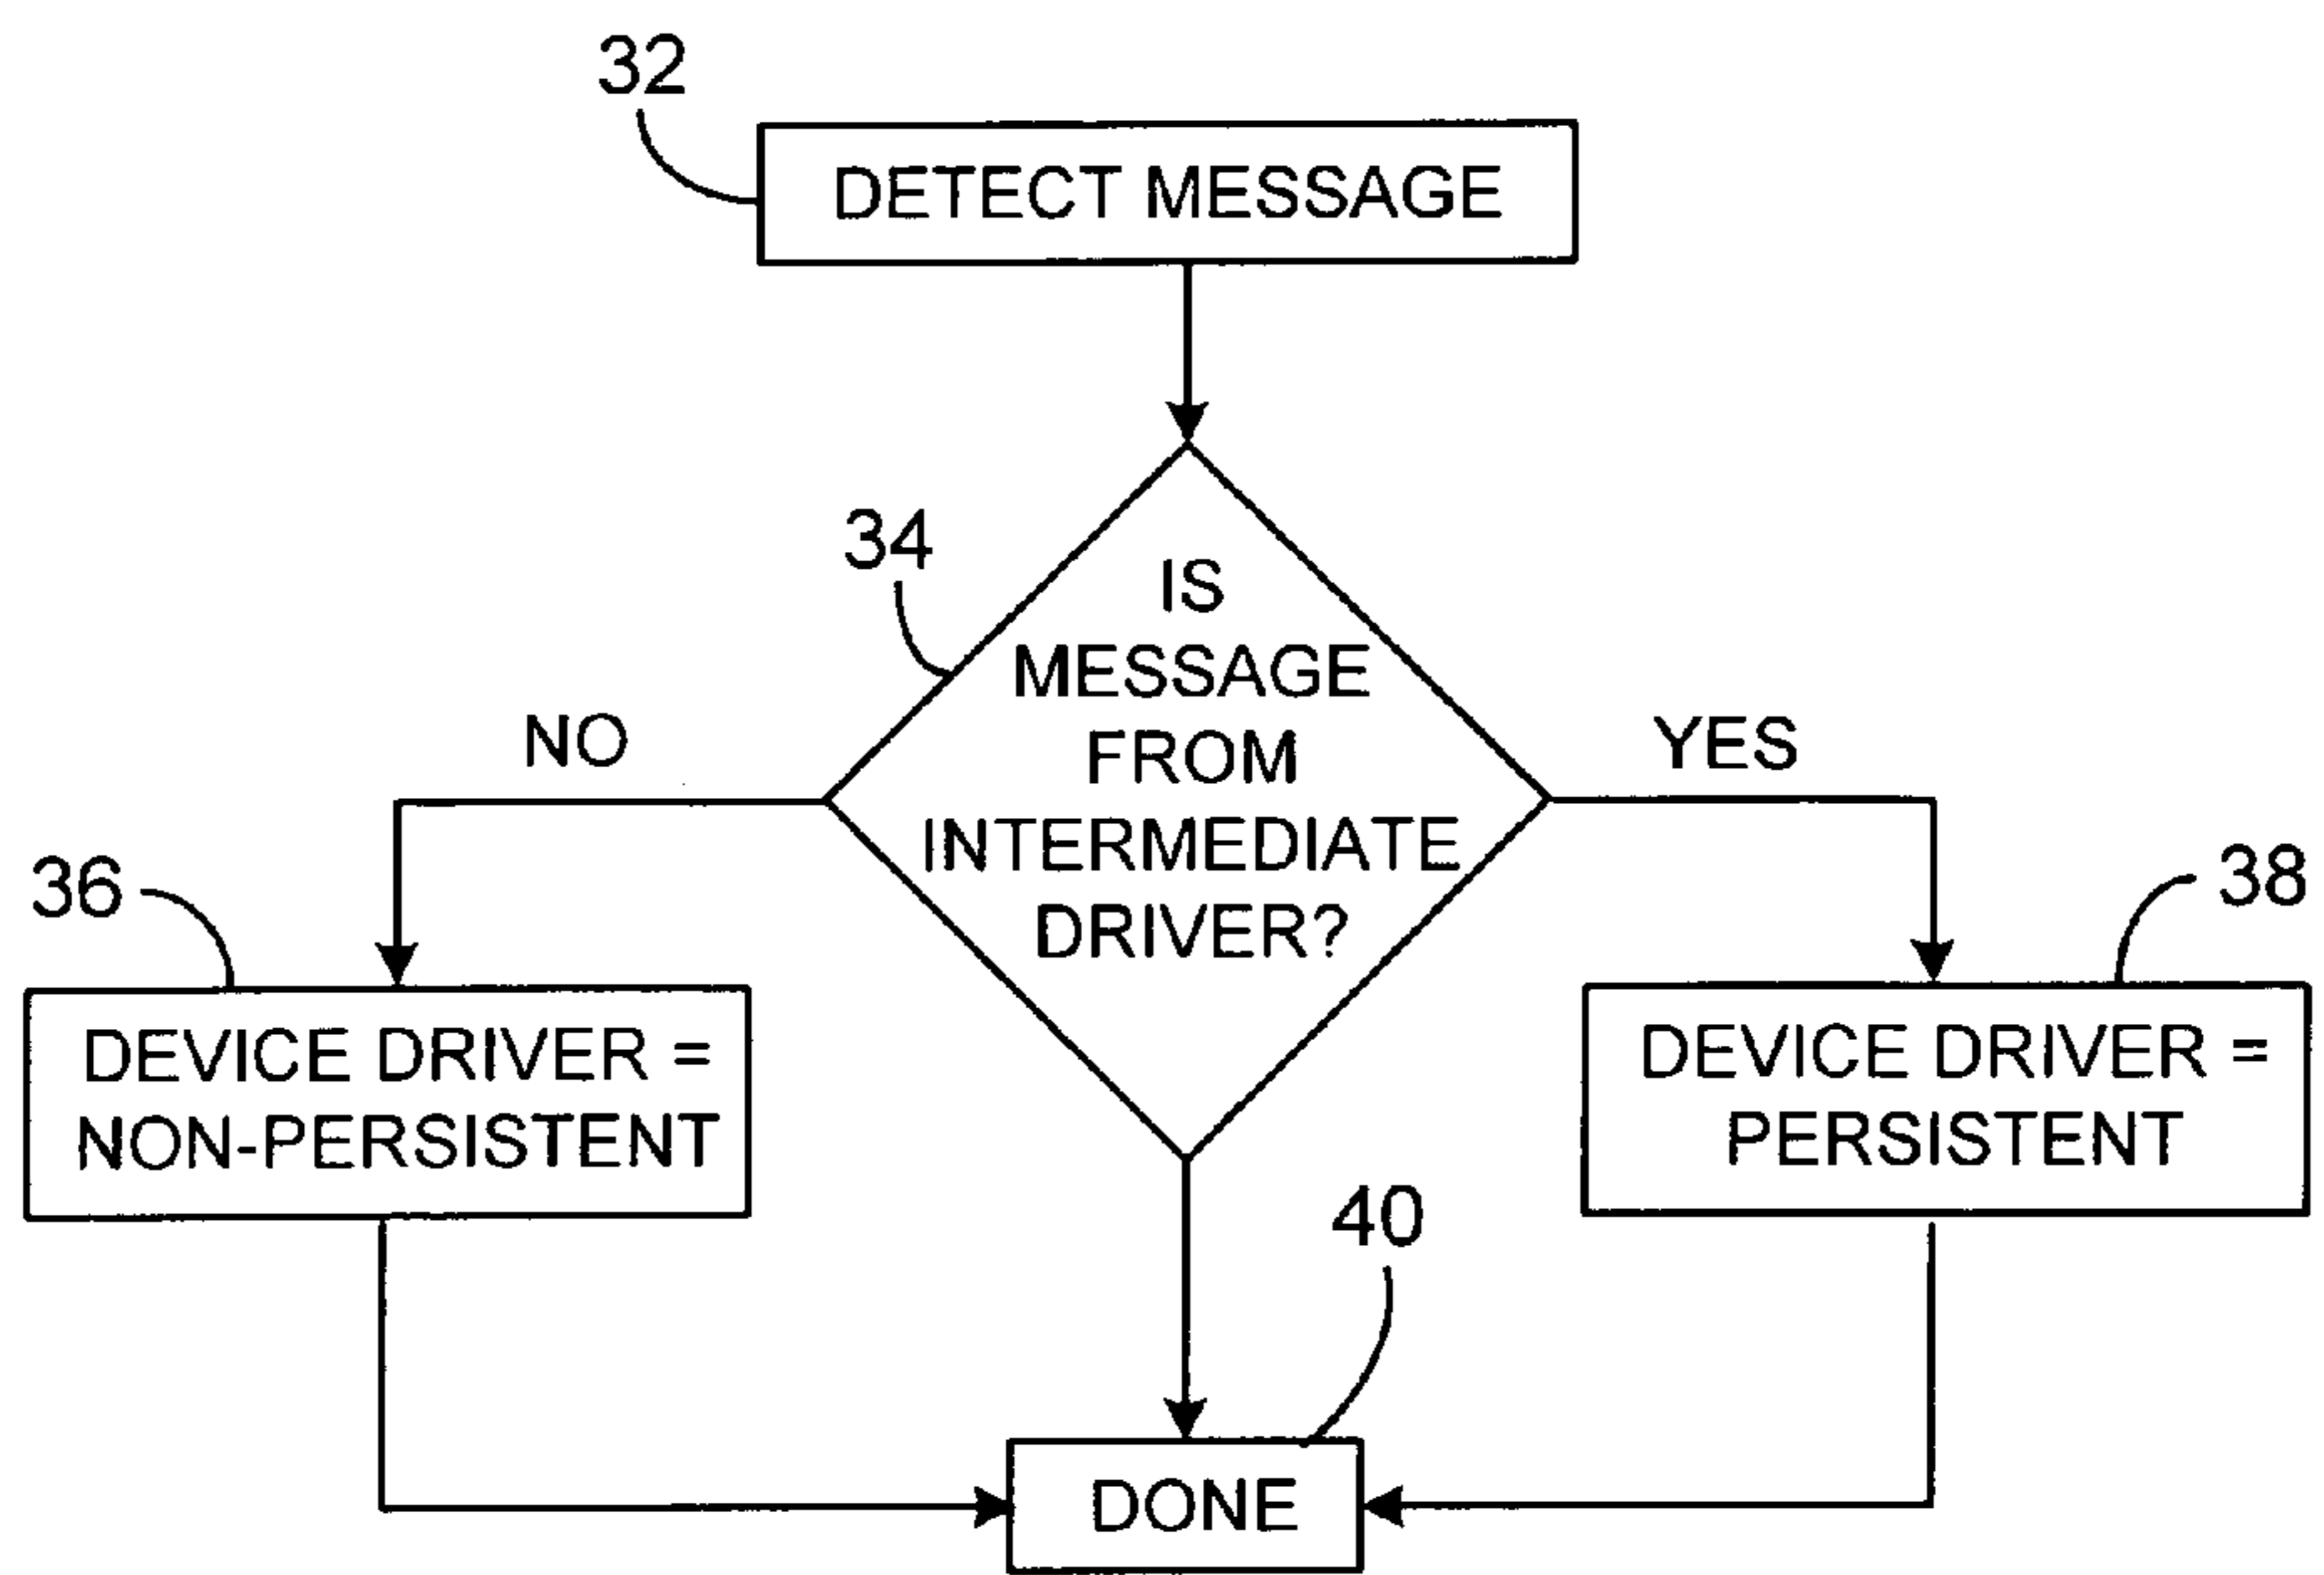 32
DETECT MESSAGE
34
IS
MESSAGE
FROM
INTERMEDIATE
DRIVER?
NO
YES
36
38
DEVICE DRIVER =
NON-PERSISTENT
DEVICE DRIVER =
PERSISTENT
40
DONE